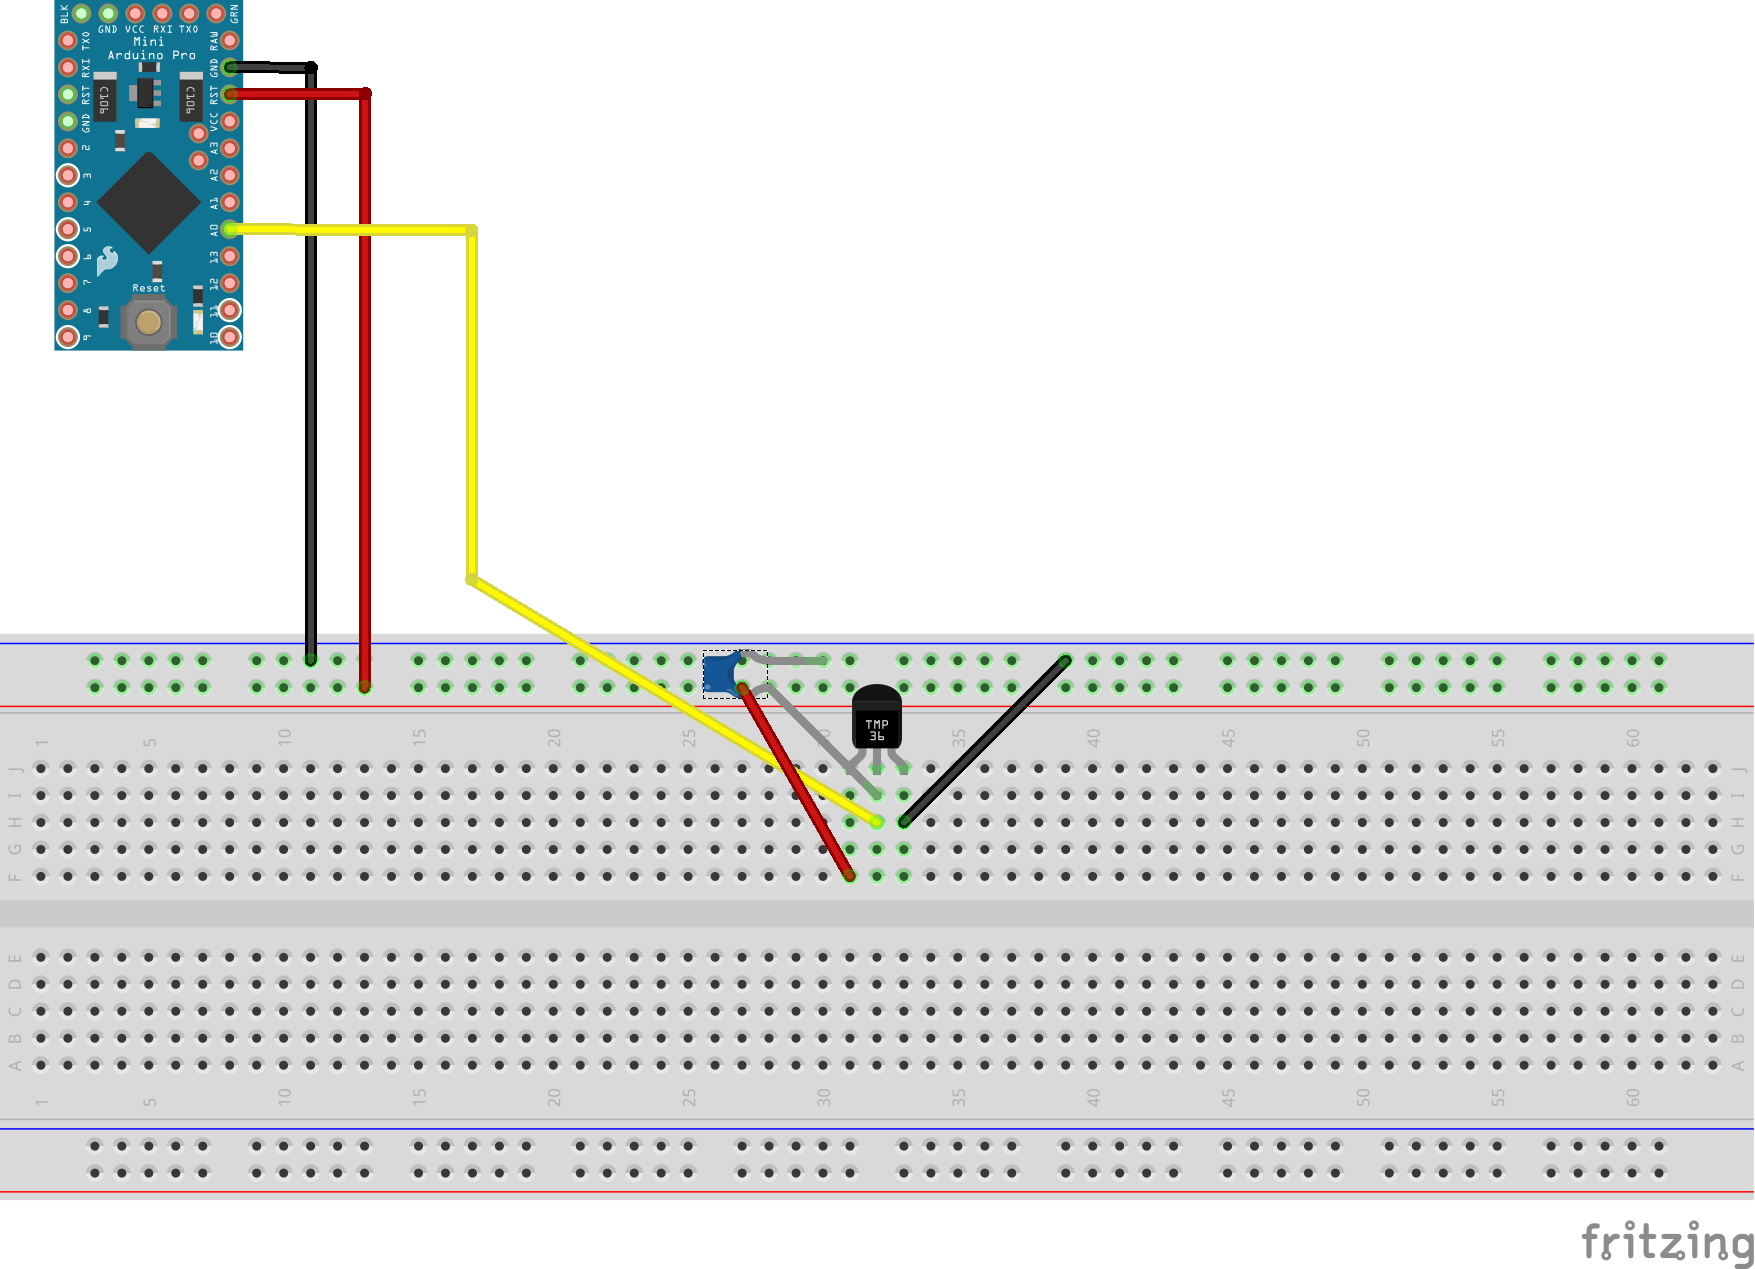 BLK
GND VCC RXI TXO
GRN
Mini
Arduino Pro
TXO
RXI
RST
GND
2
3
4
5
6
7
8
9
RAW
GND
RST
VCC
A3
A2
A1
A0
13
12
11
10
C106
C106
Reset
TMP
36
1 5 10 15 20 25 30 35 40 45 50 55 60
J J
I I
H H
G G
F F
E E
D D
C C
B B
A A
1 5 10 15 20 25 30 35 40 45 50 55 60
fritzing